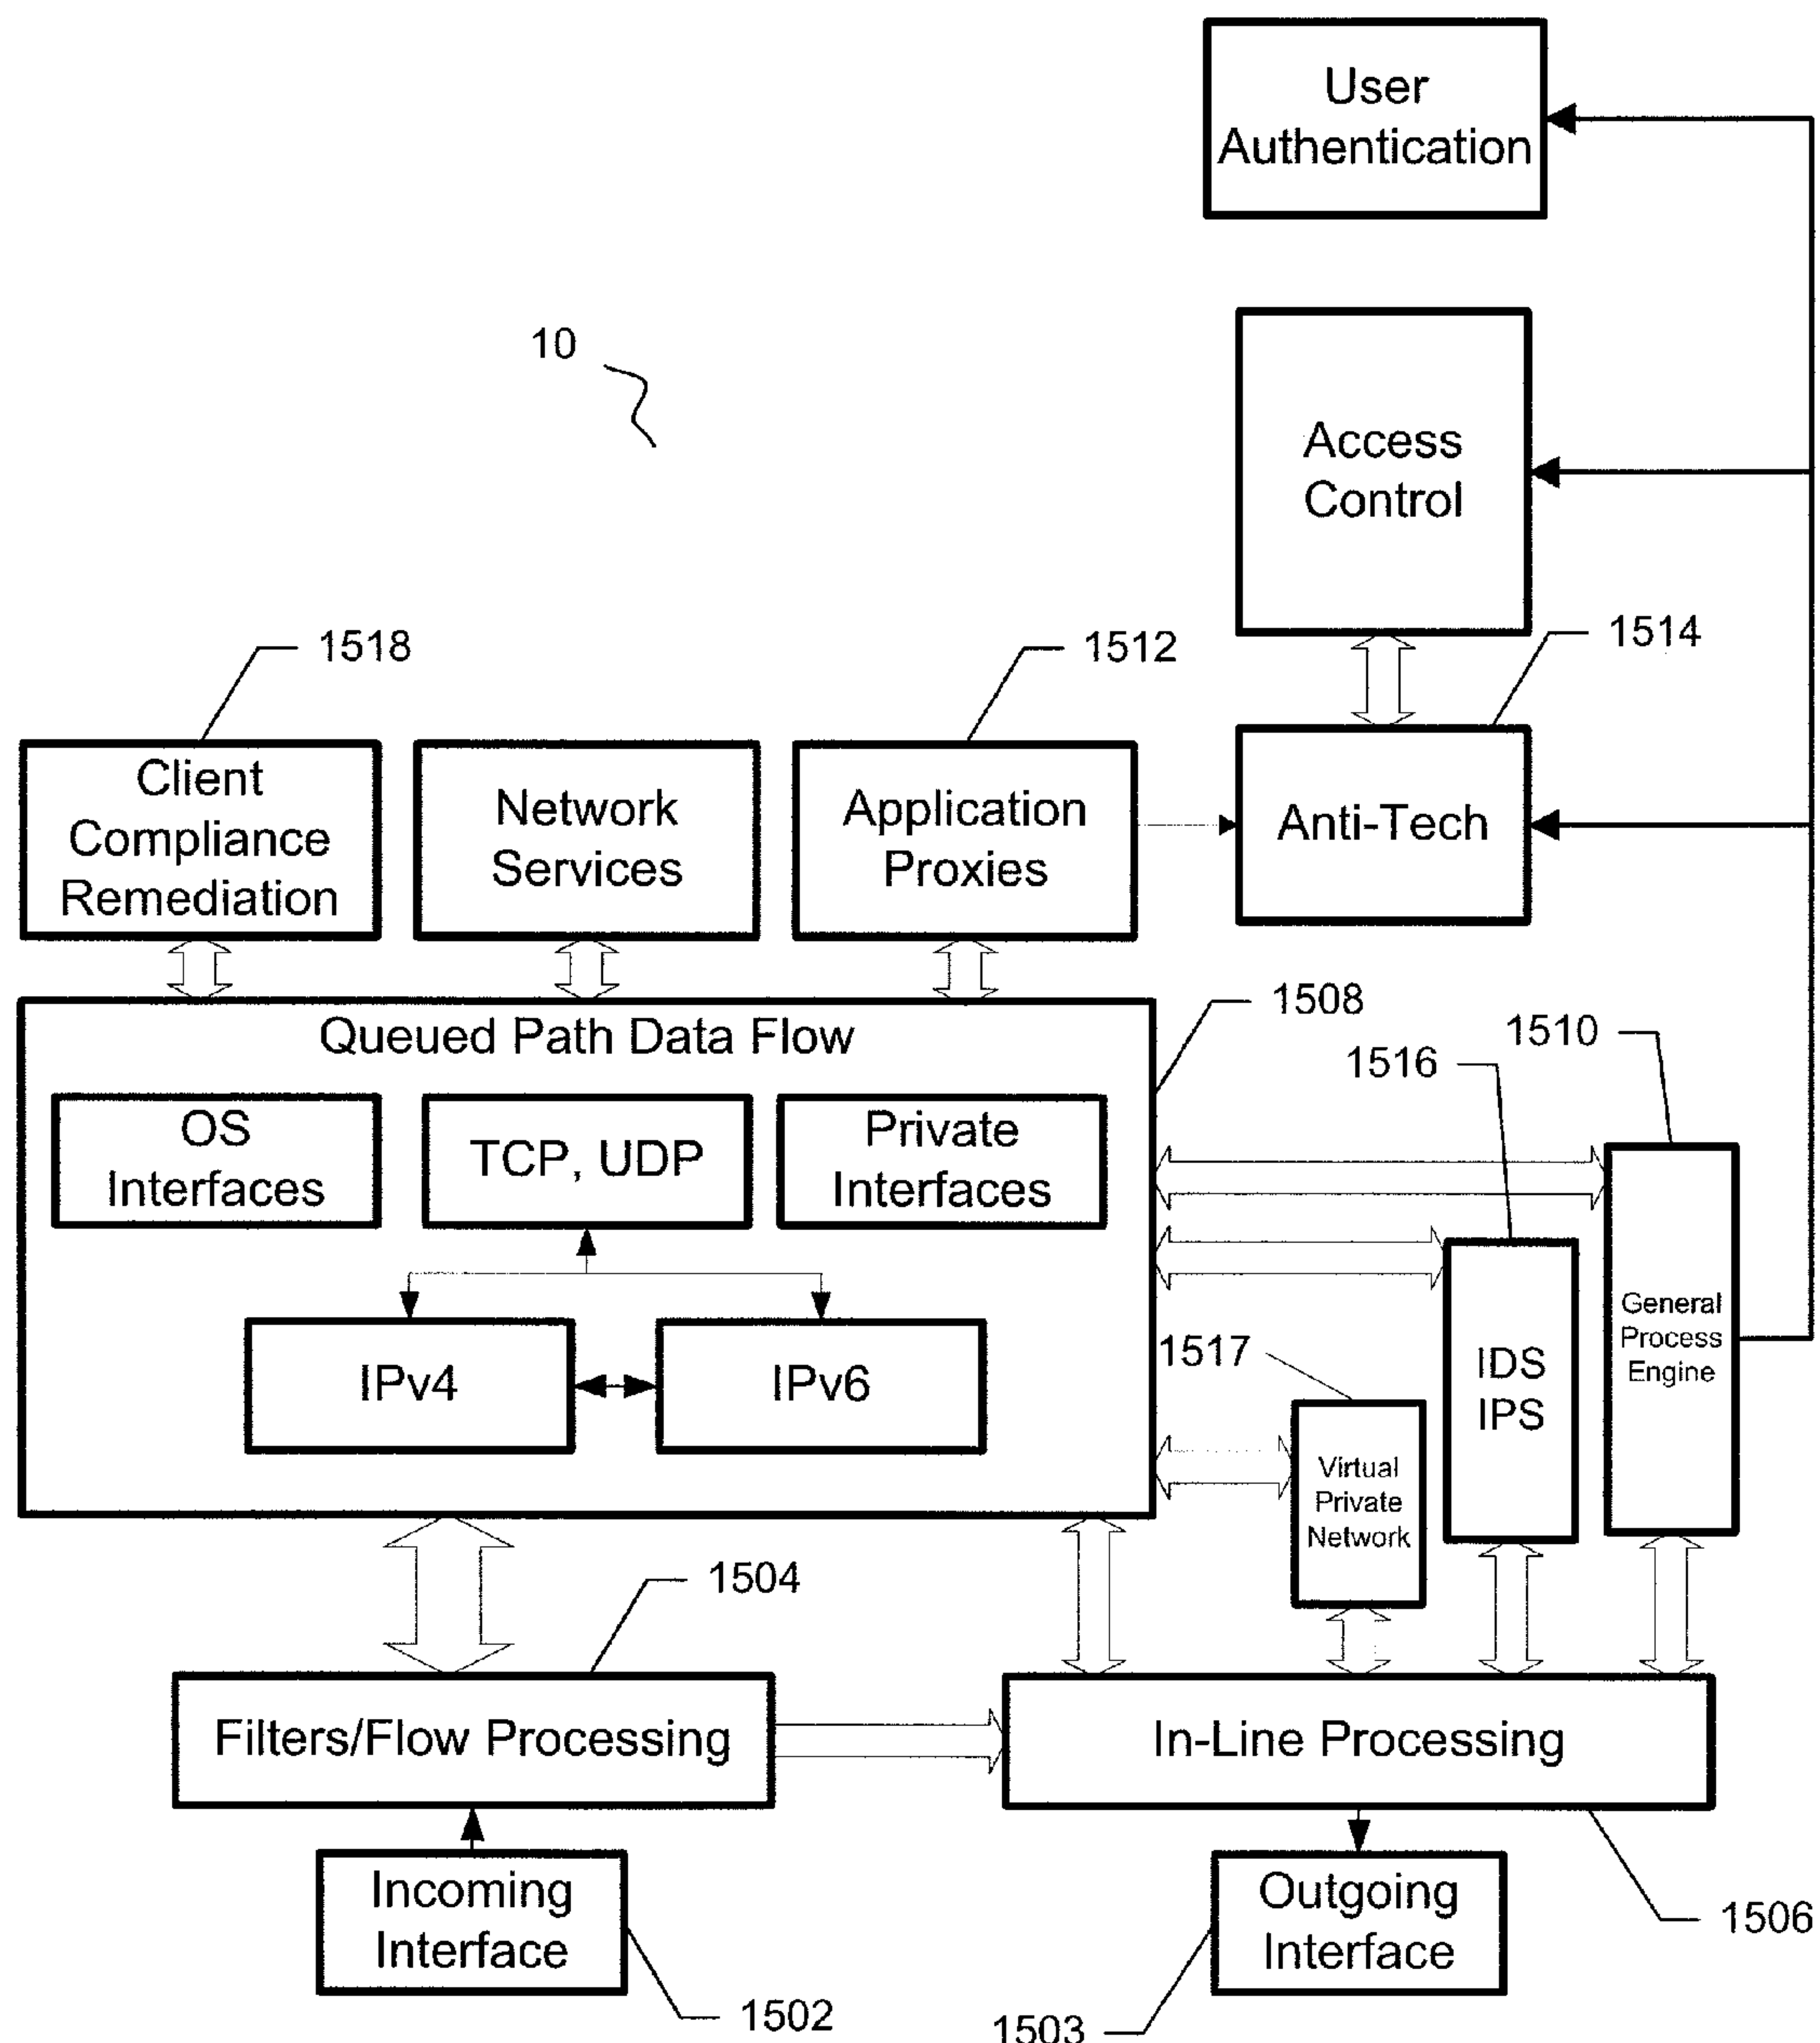 User
Authentication
10
Access
Control
1518
1512
1514
Client
Compliance
Remediation
Network
Services
Application
Proxies
Anti-Tech
1508
Queued Path Data Flow
1510
1516
OS
Interfaces
TCP, UDP
Private
Interfaces
General
Process
Engine
1517
IDS
IPS
IPv4
IPv6
Virtual
Private
Network
1504
Filters/Flow Processing
In-Line Processing
Incoming
Interface
Outgoing
Interface
1506
1502
1503